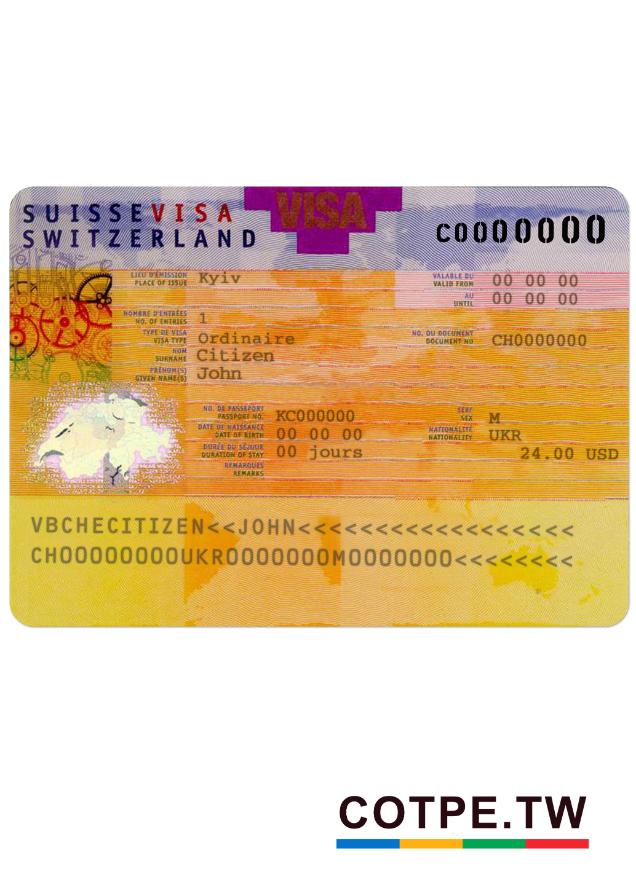 SUISSEVISA
SWITZERLAND
VISA
C0000000
LIEU D'ÉMISSION
PLACE OF ISSUE
Kyiv
VALABLE DU
VALID FROM
00 00 00
AU
UNTIL
00 00 00
NOMBRE D'ENTRÉES
NO. OF ENTRIES
1
TYPE DE VISA
VISA TYPE
Ordinaire
NO. DU DOCUMENT
DOCUMENT NO
CH0000000
NOM
SURNAME
Citizen
PRÉNOM(S)
GIVEN NAME(S)
John
NO. DE PASSEPORT
PASSPORT NO.
KC000000
SEXE
SEX
M
DATE DE NAISSANCE
DATE OF BIRTH
00 00 00
NATIONALITÉ
NATIONALITY
UKR
DURÉE DU SÉJOUR
DURATION OF STAY
00 jours
24.00 USD
REMARQUES
REMARKS
VBCHECITIZEN<<JOHN<<<<<<<<<<<<<<<<<<
CH00000000UKR0000000M0000000<<<<<<<<
COTPE.TW